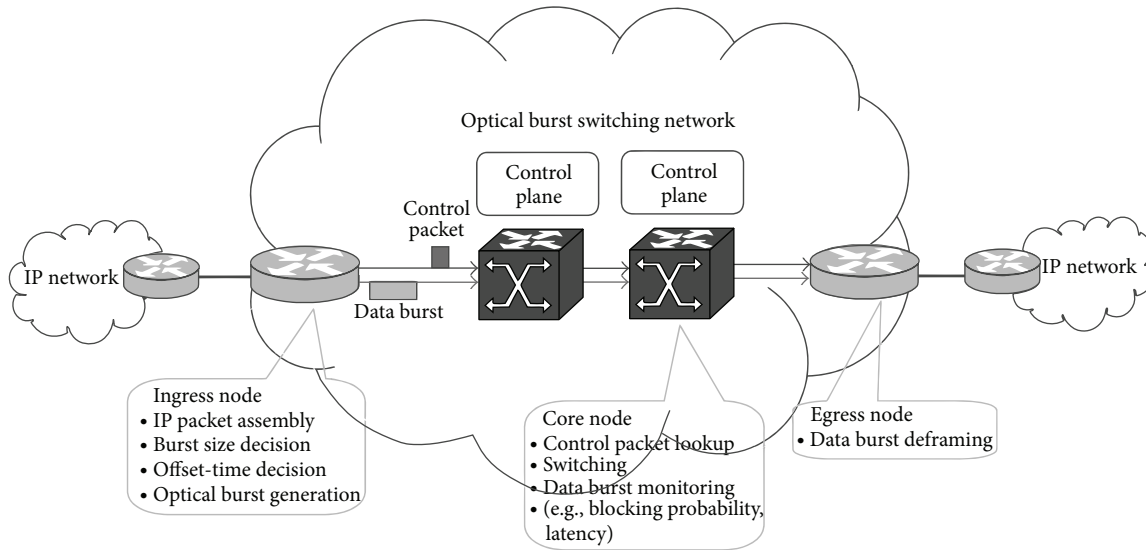 Optical burst switching network
Control
plane
Control
plane
Control
packet
IP network
IP network
Data burst
Ingress node
• IP packet assembly
• Burst size decision
• Offset-time decision
• Optical burst generation
Core node
• Control packet lookup
• Switching
• Data burst monitoring
• (e.g., blocking probability,
latency)
Egress node
• Data burst deframing